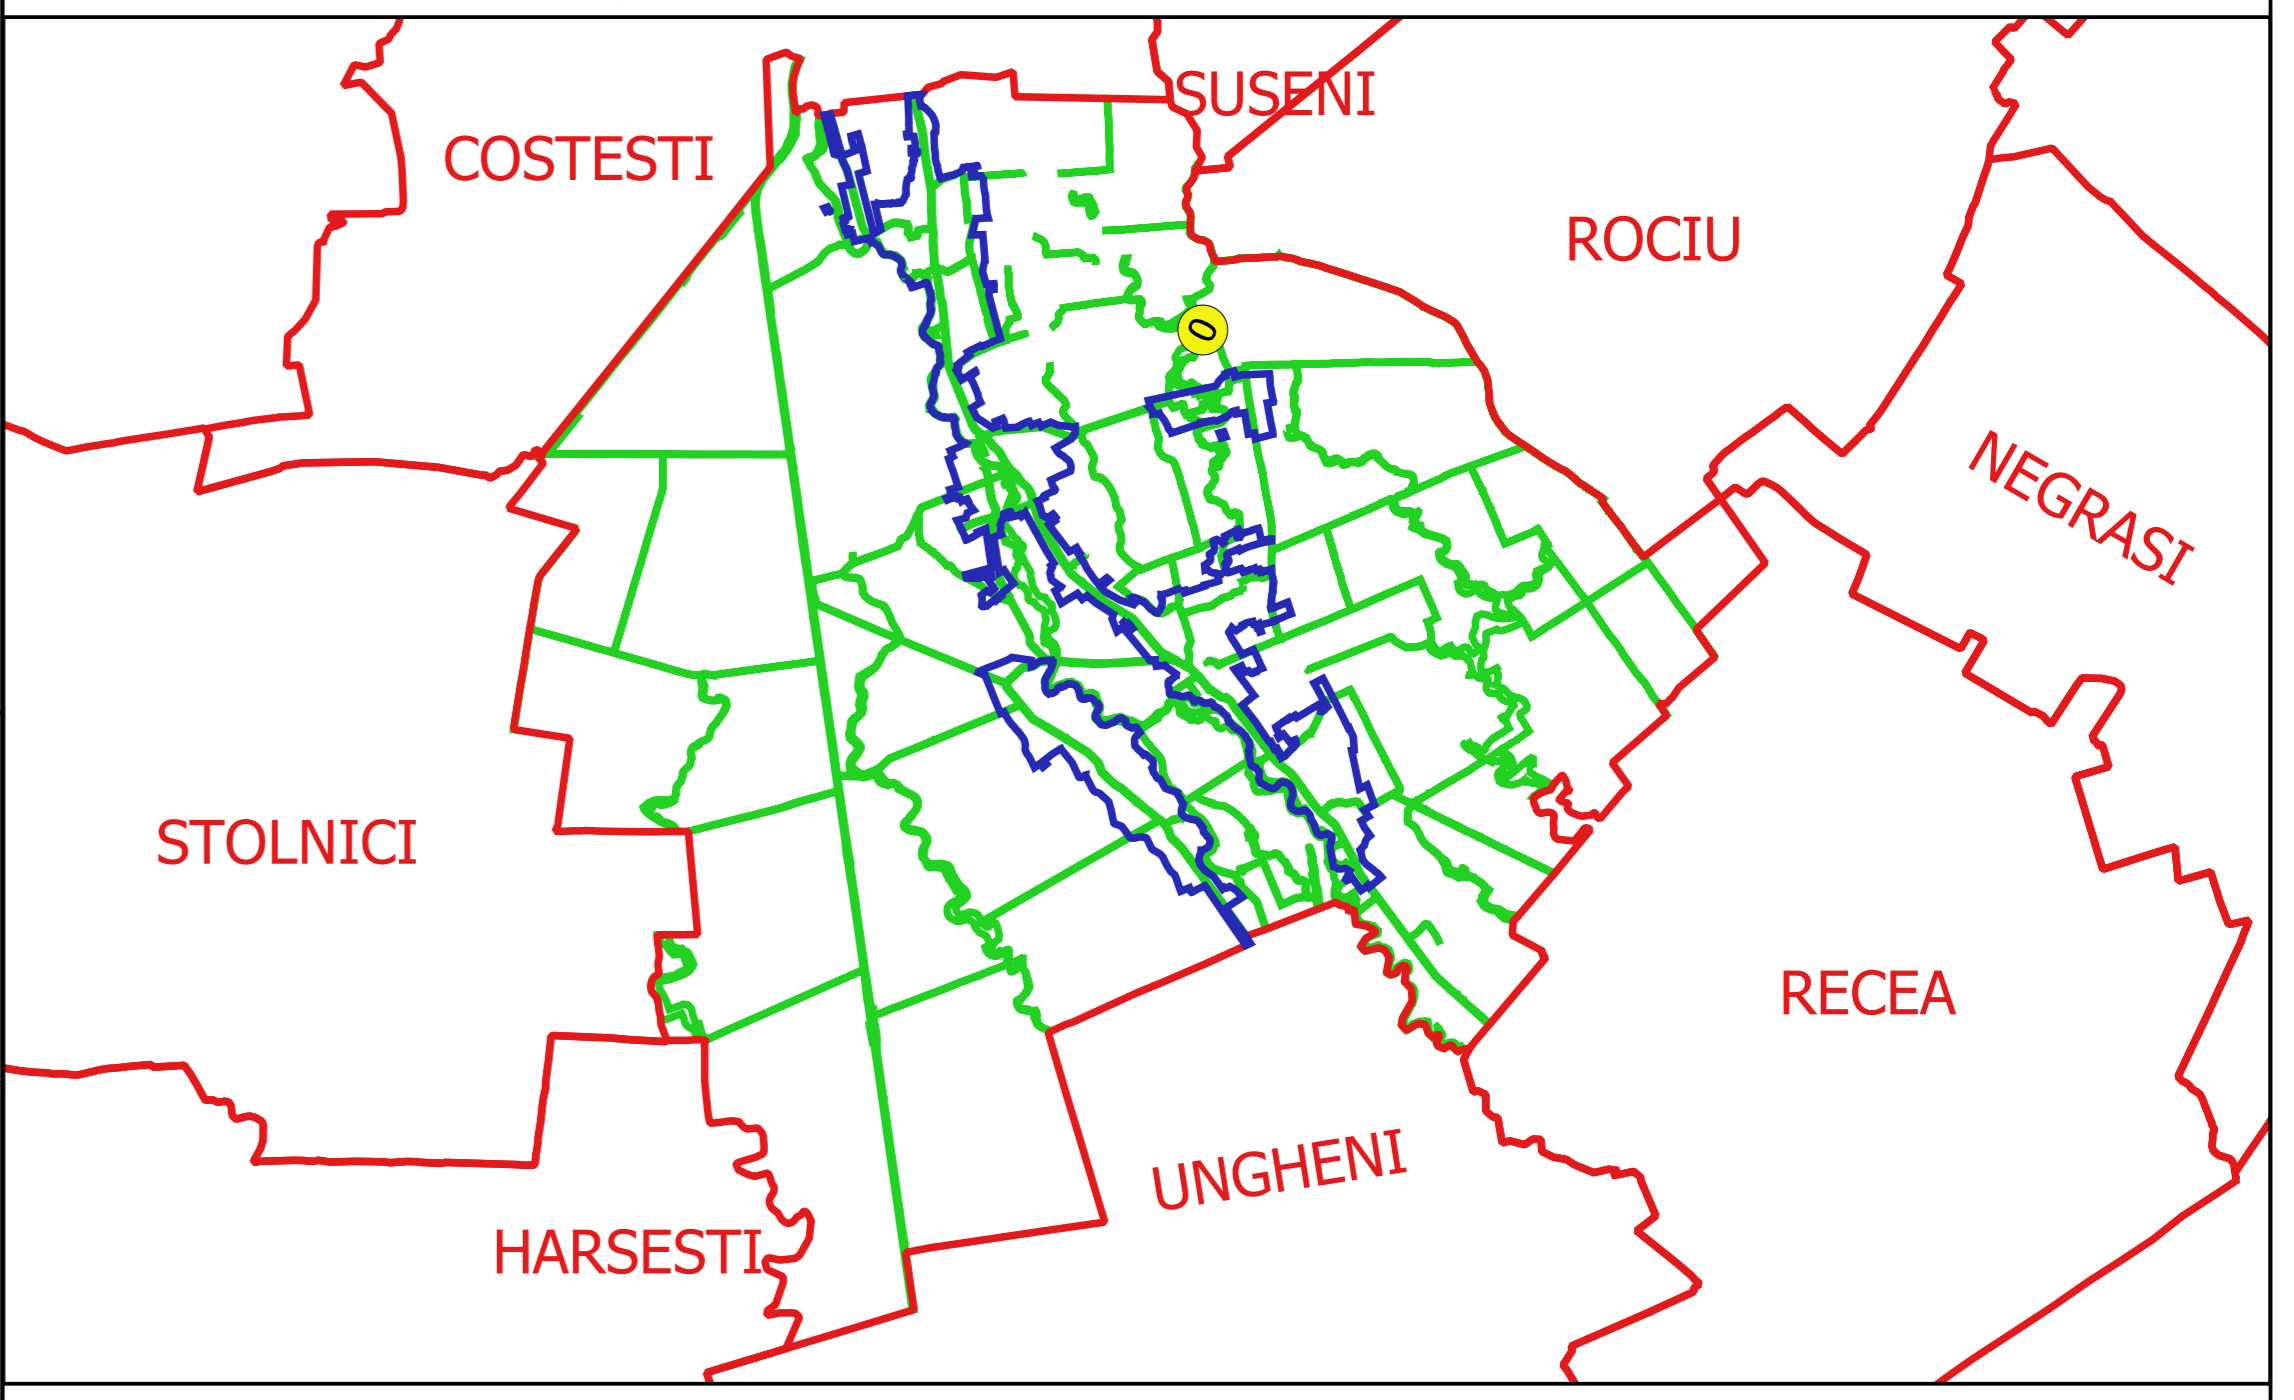 SUSENI
COSTESTI
ROCIU
0
NEGRASI
STOLNICI
RECEA
UNGHENI
HARSESTI